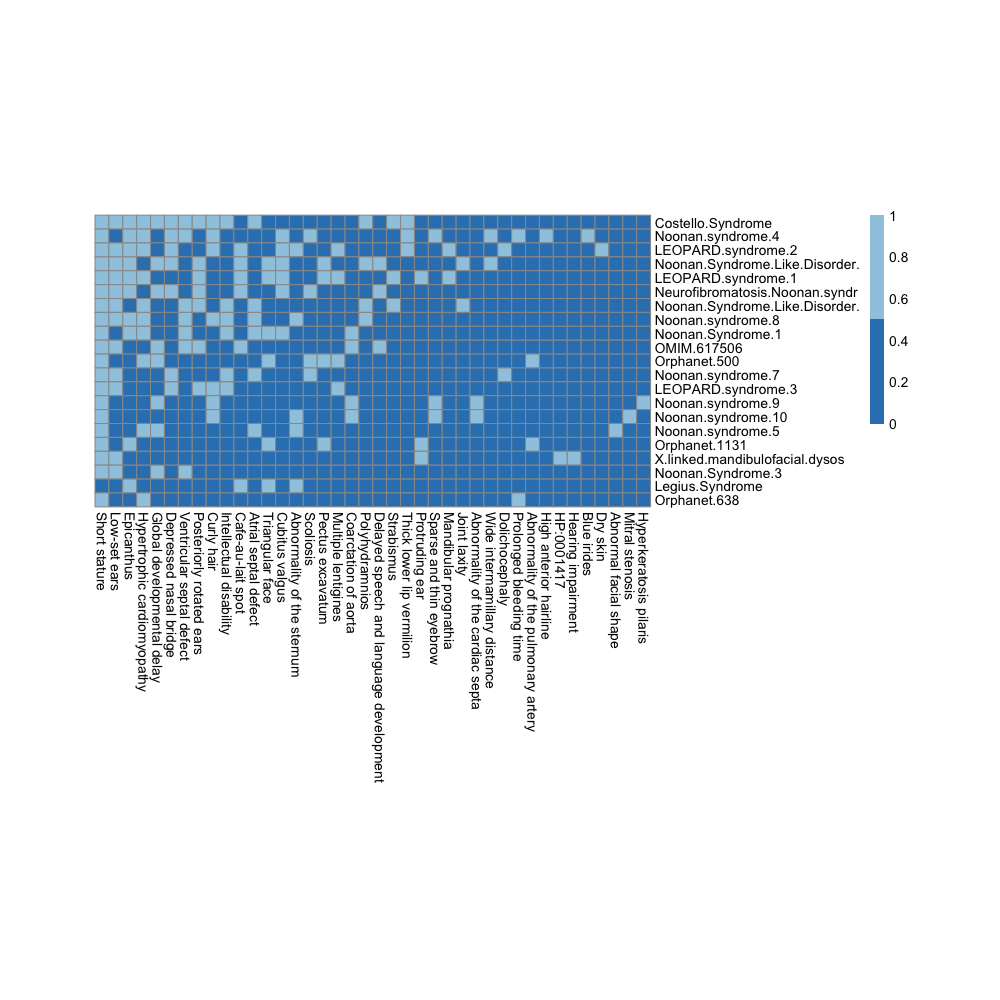 Costello.Syndrome
Noonan.syndrome.4
LEOPARD.syndrome.2
Noonan.Syndrome.Like.Disorder.
LEOPARD.syndrome.1
Neurofibromatosis.Noonan.syndr
Noonan.Syndrome.Like.Disorder.
Noonan.syndrome.8
Noonan.Syndrome.1
OMIM.617506
Orphanet.500
Noonan.syndrome.7
LEOPARD.syndrome.3
Noonan.syndrome.9
Noonan.syndrome.10
Noonan.syndrome.5
Orphanet.1131
X.linked.mandibulofacial.dysos
Noonan.Syndrome.3
Legius.Syndrome
Orphanet.638
1
0.8
0.6
0.4
0.2
0
Short stature
Low-set ears
Epicanthus
Hypertrophic cardiomyopathy
Global developmental delay
Depressed nasal bridge
Ventricular septal defect
Posteriorly rotated ears
Curly hair
Intellectual disability
Cafe-au-lait spot
Atrial septal defect
Triangular face
Cubitus valgus
Abnormality of the sternum
Scoliosis
Pectus excavatum
Multiple lentigines
Coarctation of aorta
Polyhydramnios
Delayed speech and language development
Strabismus
Thick lower lip vermilion
Protruding ear
Sparse and thin eyebrow
Mandibular prognathia
Joint laxity
Abnormality of the cardiac septa
Wide intermamillary distance
Dolichocephaly
Prolonged bleeding time
Abnormality of the pulmonary artery
High anterior hairline
HP:0001417
Hearing impairment
Blue irides
Dry skin
Abnormal facial shape
Mitral stenosis
Hyperkeratosis pilaris